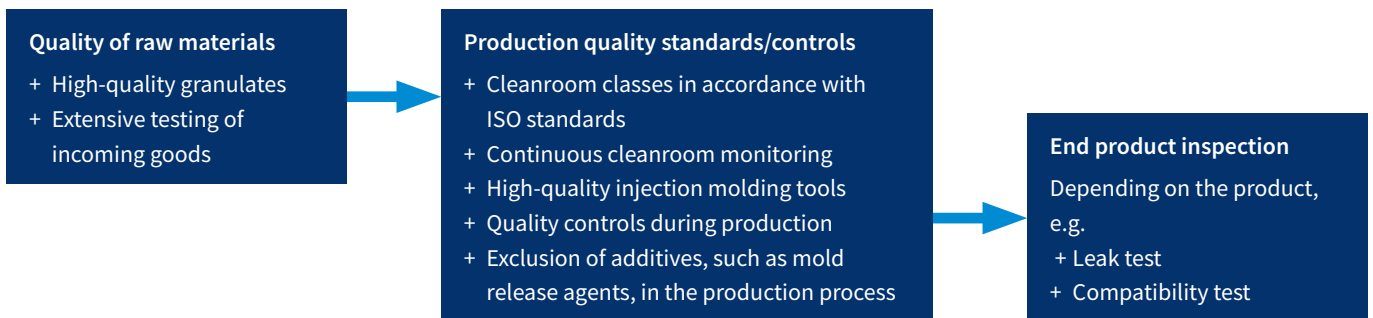 Quality of raw materials
+ High-quality granulates
+ Extensive testing of
incoming goods
Production quality standards/controls
+ Cleanroom classes in accordance with
ISO standards
+ Continuous cleanroom monitoring
+ High-quality injection molding tools
+ Quality controls during production
+ Exclusion of additives, such as mold
release agents, in the production process
End product inspection
Depending on the product,
e.g.
+ Leak test
+ Compatibility test